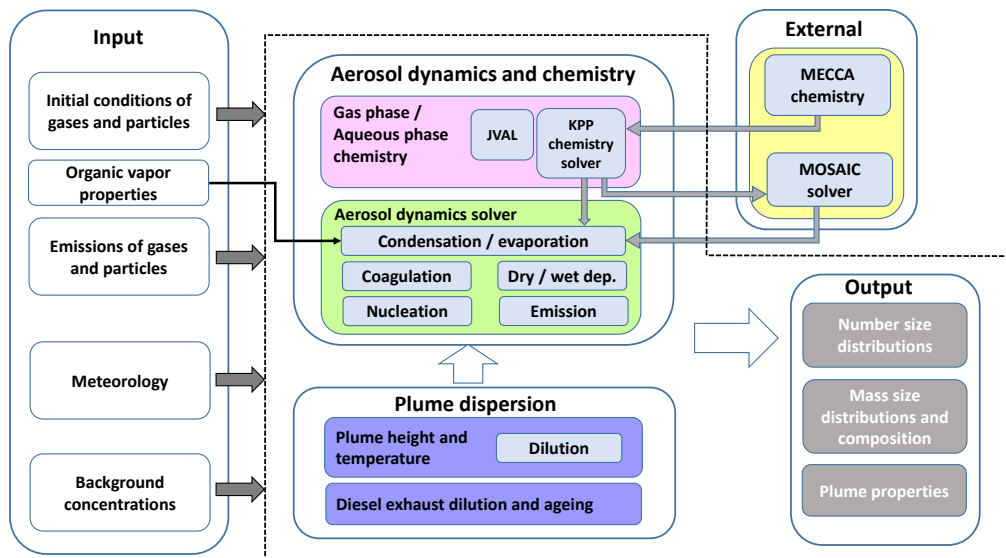 Input
Initial conditions of
gases and particles
Organic vapor
properties
Emissions of gases
and particles
Meteorology
Background
concentrations
Aerosol dynamics and chemistry
Gas phase /
Aqueous phase
chemistry
JVAL
KPP
chemistry
solver
Aerosol dynamics solver
Condensation / evaporation
Coagulation
Dry / wet dep.
Nucleation
Emission
Plume dispersion
Plume height and
temperature
Dilution
Diesel exhaust dilution and ageing
External
MECCA
chemistry
MOSAIC
solver
Output
Number size
distributions
Mass size
distributions and
composition
Plume properties